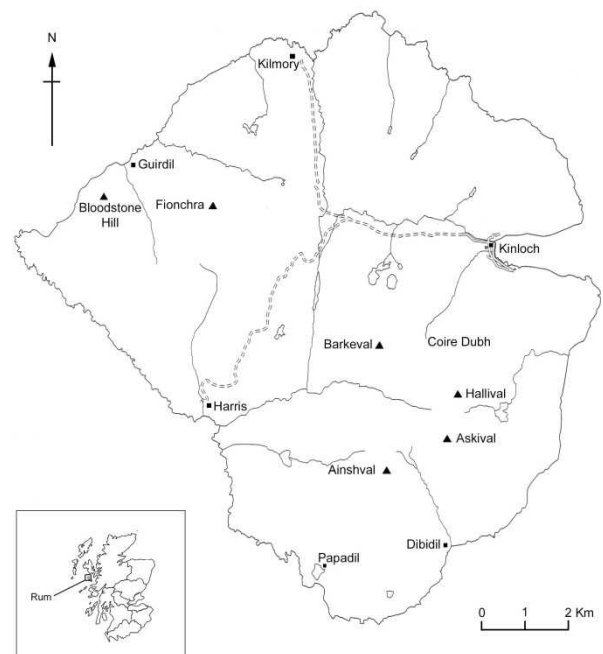 N
Kilmory
Guirdil
Bloodstone
Hill
Fionchra
Kinloch
Barkeval
Coire Dubh
Hallival
Harris
Askival
Ainshval
Dibidil
Papadil
Rum
0 1 2 Km